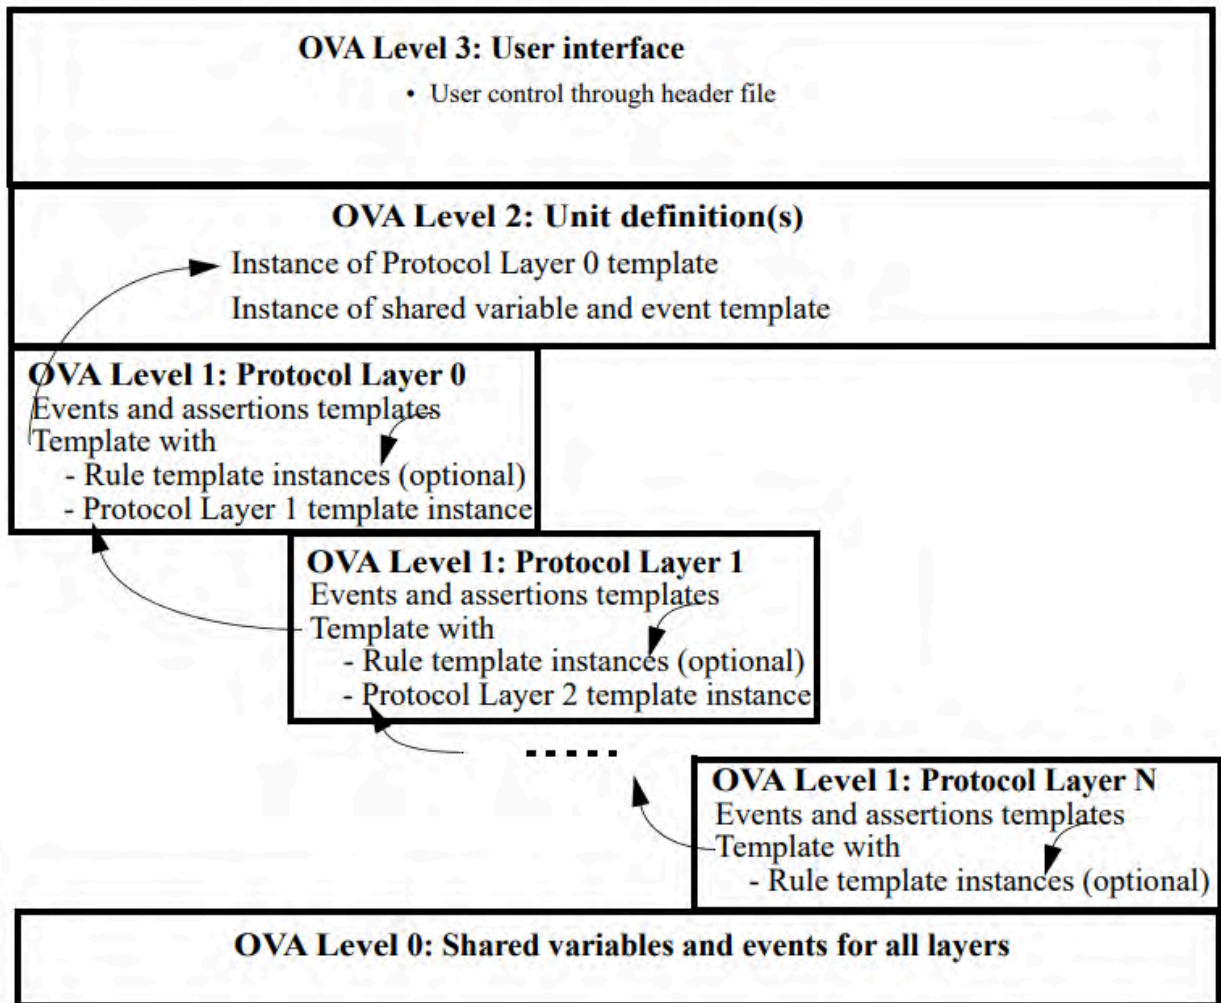 OVA Level 3: User interface
• User control through header file
OVA Level 2: Unit definition(s)
Instance of Protocol Layer 0 template
Instance of shared variable and event template
OVA Level 1: Protocol Layer 0
Events and assertions templates
Template with
- Rule template instances (optional)
- Protocol Layer 1 template instance
OVA Level 1: Protocol Layer 1
Events and assertions templates
Template with
- Rule template instances (optional)
- Protocol Layer 2 template instance
.....
OVA Level 1: Protocol Layer N
Events and assertions templates
Template with
- Rule template instances (optional)
OVA Level 0: Shared variables and events for all layers